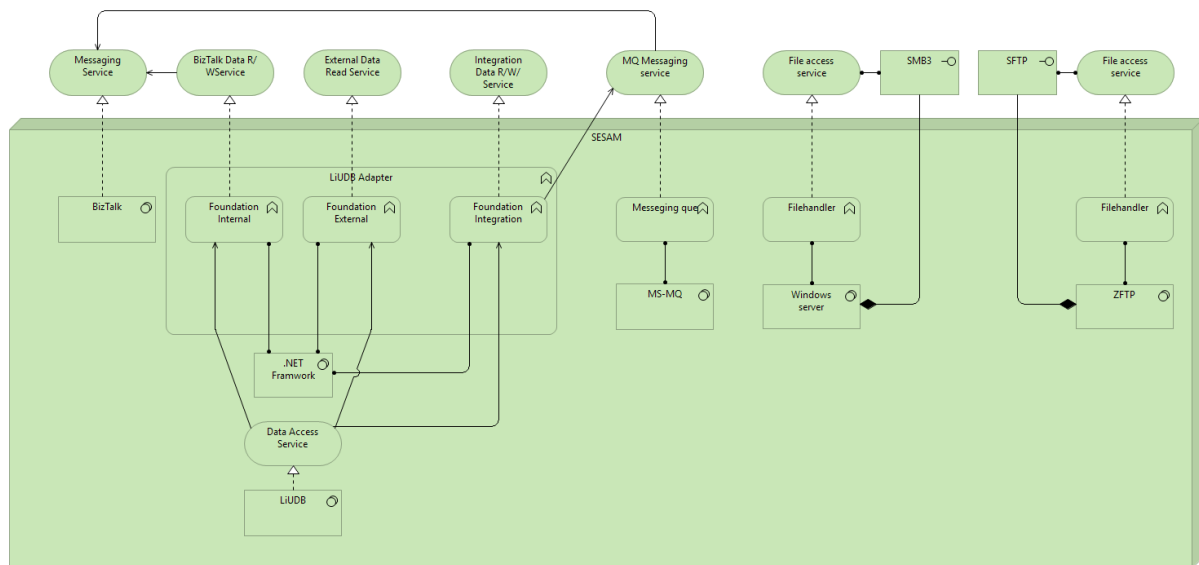 Messaging
Service
BizTalk Data R/
WService
External Data
Read Service
Integration
Data R/W/
Service
MQ Messaging
service
File access
service
SMB3
SFTP
File access
service
SESAM
LiUDB Adapter
BizTalk
Foundation
Internal
Foundation
External
Foundation
Integration
Messeging que
Filehandler
Filehandler
MS-MQ
Windows
server
ZFTP
.NET
Framwork
Data Access
Service
LiUDB